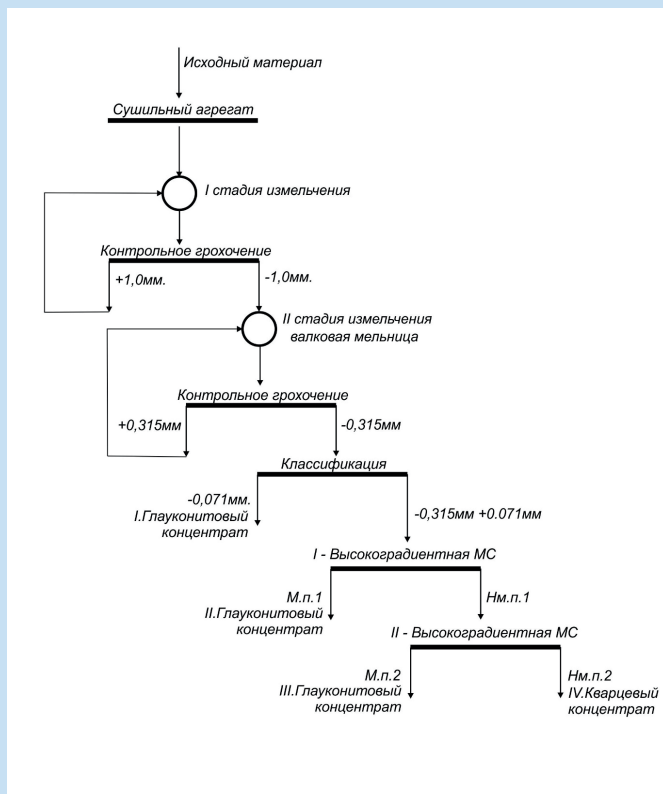 Исходный материал
Сушильный агрегат
I стадия измельчения
Контрольное грохочение
+1,0мм.
-1,0мм.
II стадия измельчения
валковая мельница
Контрольное грохочение
+0,315мм
-0,315мм
Классификация
-0,071мм.
I.Глауконитовый
концентрат
-0,315мм +0.071мм
I - Высокоградиентная МС
М.п.1
II.Глауконитовый
концентрат
Нм.п.1
II - Высокоградиентная МС
М.п.2
III.Глауконитовый
концентрат
Нм.п.2
IV.Кварцевый
концентрат